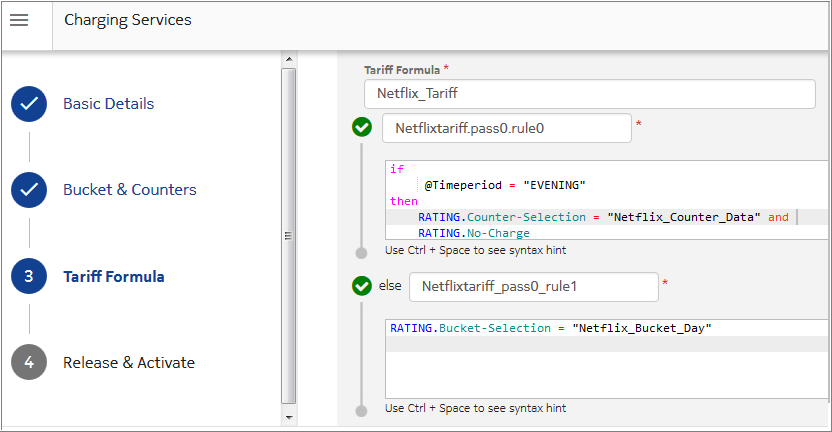 Charging Services
Basic Details
Bucket & Counters
3 Tariff Formula
4 Release & Activate
Tariff Formula *
Netflix_Tariff
Netflixtariff.pass0.rule0 *
if
@Timeperiod = "EVENING"
then
RATING.Counter-Selection = "Netflix_Counter_Data" and
RATING.No-Charge
Use Ctrl + Space to see syntax hint
else Netflixtariff_pass0_rule1 *
RATING.Bucket-Selection = "Netflix_Bucket_Day"
Use Ctrl + Space to see syntax hint